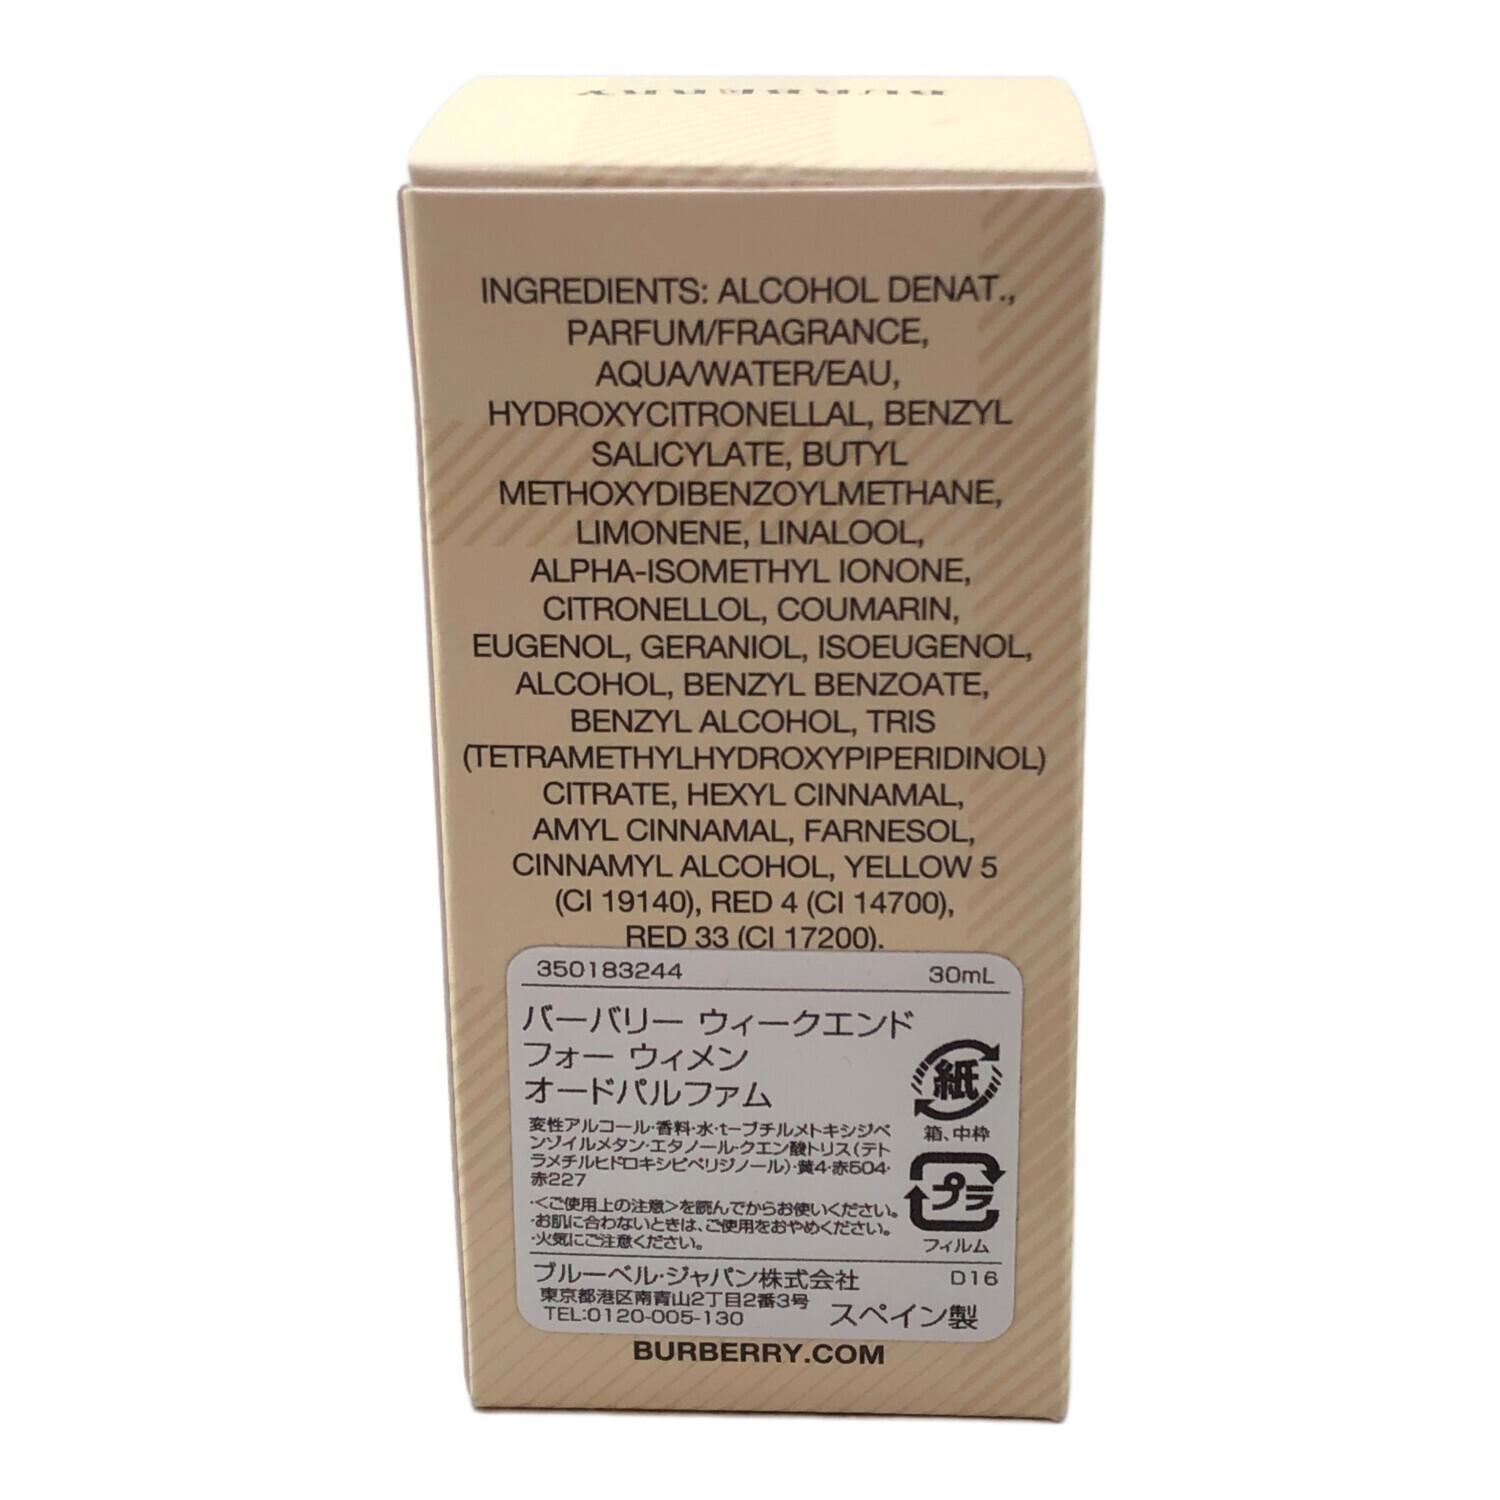 BURBERRY
INGREDIENTS: ALCOHOL DENAT.,
PARFUM/FRAGRANCE,
AQUA/WATER/EAU,
HYDROXYCITRONELLAL, BENZYL
SALICYLATE, BUTYL
METHOXYDIBENZOYLMETHANE,
LIMONENE, LINALOOL,
ALPHA-ISOMETHYL IONONE,
CITRONELLOL, COUMARIN,
EUGENOL, GERANIOL, ISOEUGENOL,
ALCOHOL, BENZYL BENZOATE,
BENZYL ALCOHOL, TRIS
(TETRAMETHYLHYDROXYPIPERIDINOL)
CITRATE, HEXYL CINNAMAL,
AMYL CINNAMAL, FARNESOL,
CINNAMYL ALCOHOL, YELLOW 5
(CI 19140), RED 4 (CI 14700),
RED 33 (CI 17200).
350183244 30mL
バーバリー ウィークエンド
フォー ウィメン
オードパルファム
変性アルコール・香料・水・t-ブチルメトキシジベ
ンゾイルメタン・エタノール・クエン酸トリス(テト
ラメチルヒドロキシピペリジノール)・黄4・赤504・
赤227
・<ご使用上の注意>を読んでからお使いください。
・お肌に合わないときは、ご使用をおやめください。
・火気にご注意ください。
紙
箱、中枠
プラ
フィルム
ブルーベル・ジャパン株式会社 D16
東京都港区南青山2丁目2番3号
TEL:0120-005-130 スペイン製
BURBERRY.COM